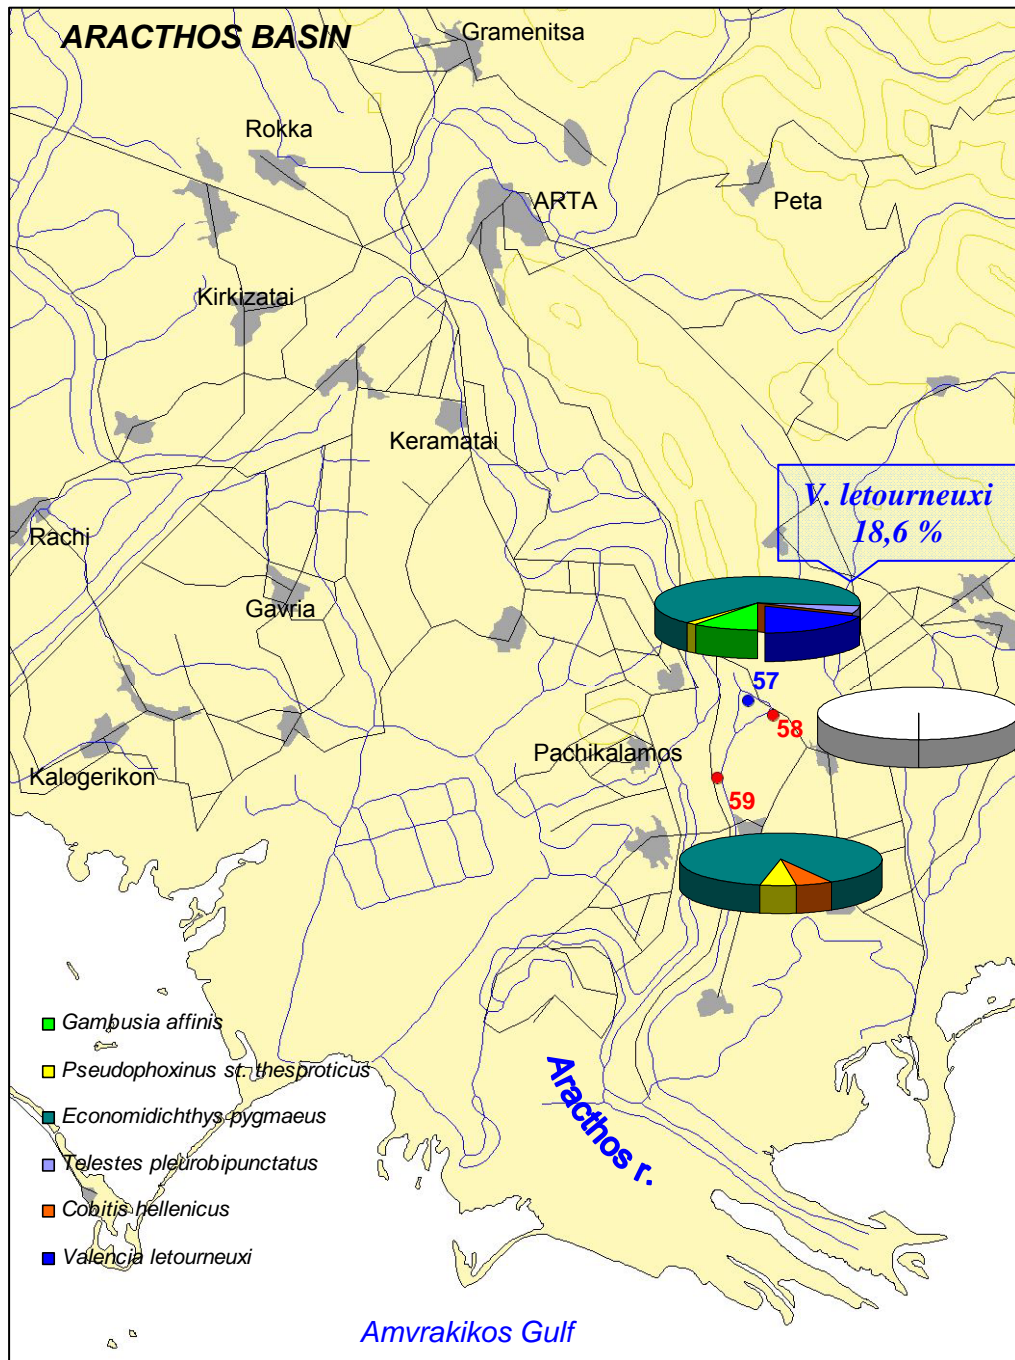 ARACTHOS BASIN
Gramenitsa
Rokka
ARTA
Peta
Kirkizatai
Keramatai
V. letourneuxi
18,6 %
Rachi
Gavria
57
58
Pachikalamos
Kalogerikon
59
Gambusia affinis
Pseudophoxinus st. thesproticus
Economidichthys pygmaeus
Telestes pleurobipunctatus
Cobitis hellenicus
Valencia letourneuxi
Aracthos r.
Amvrakikos Gulf